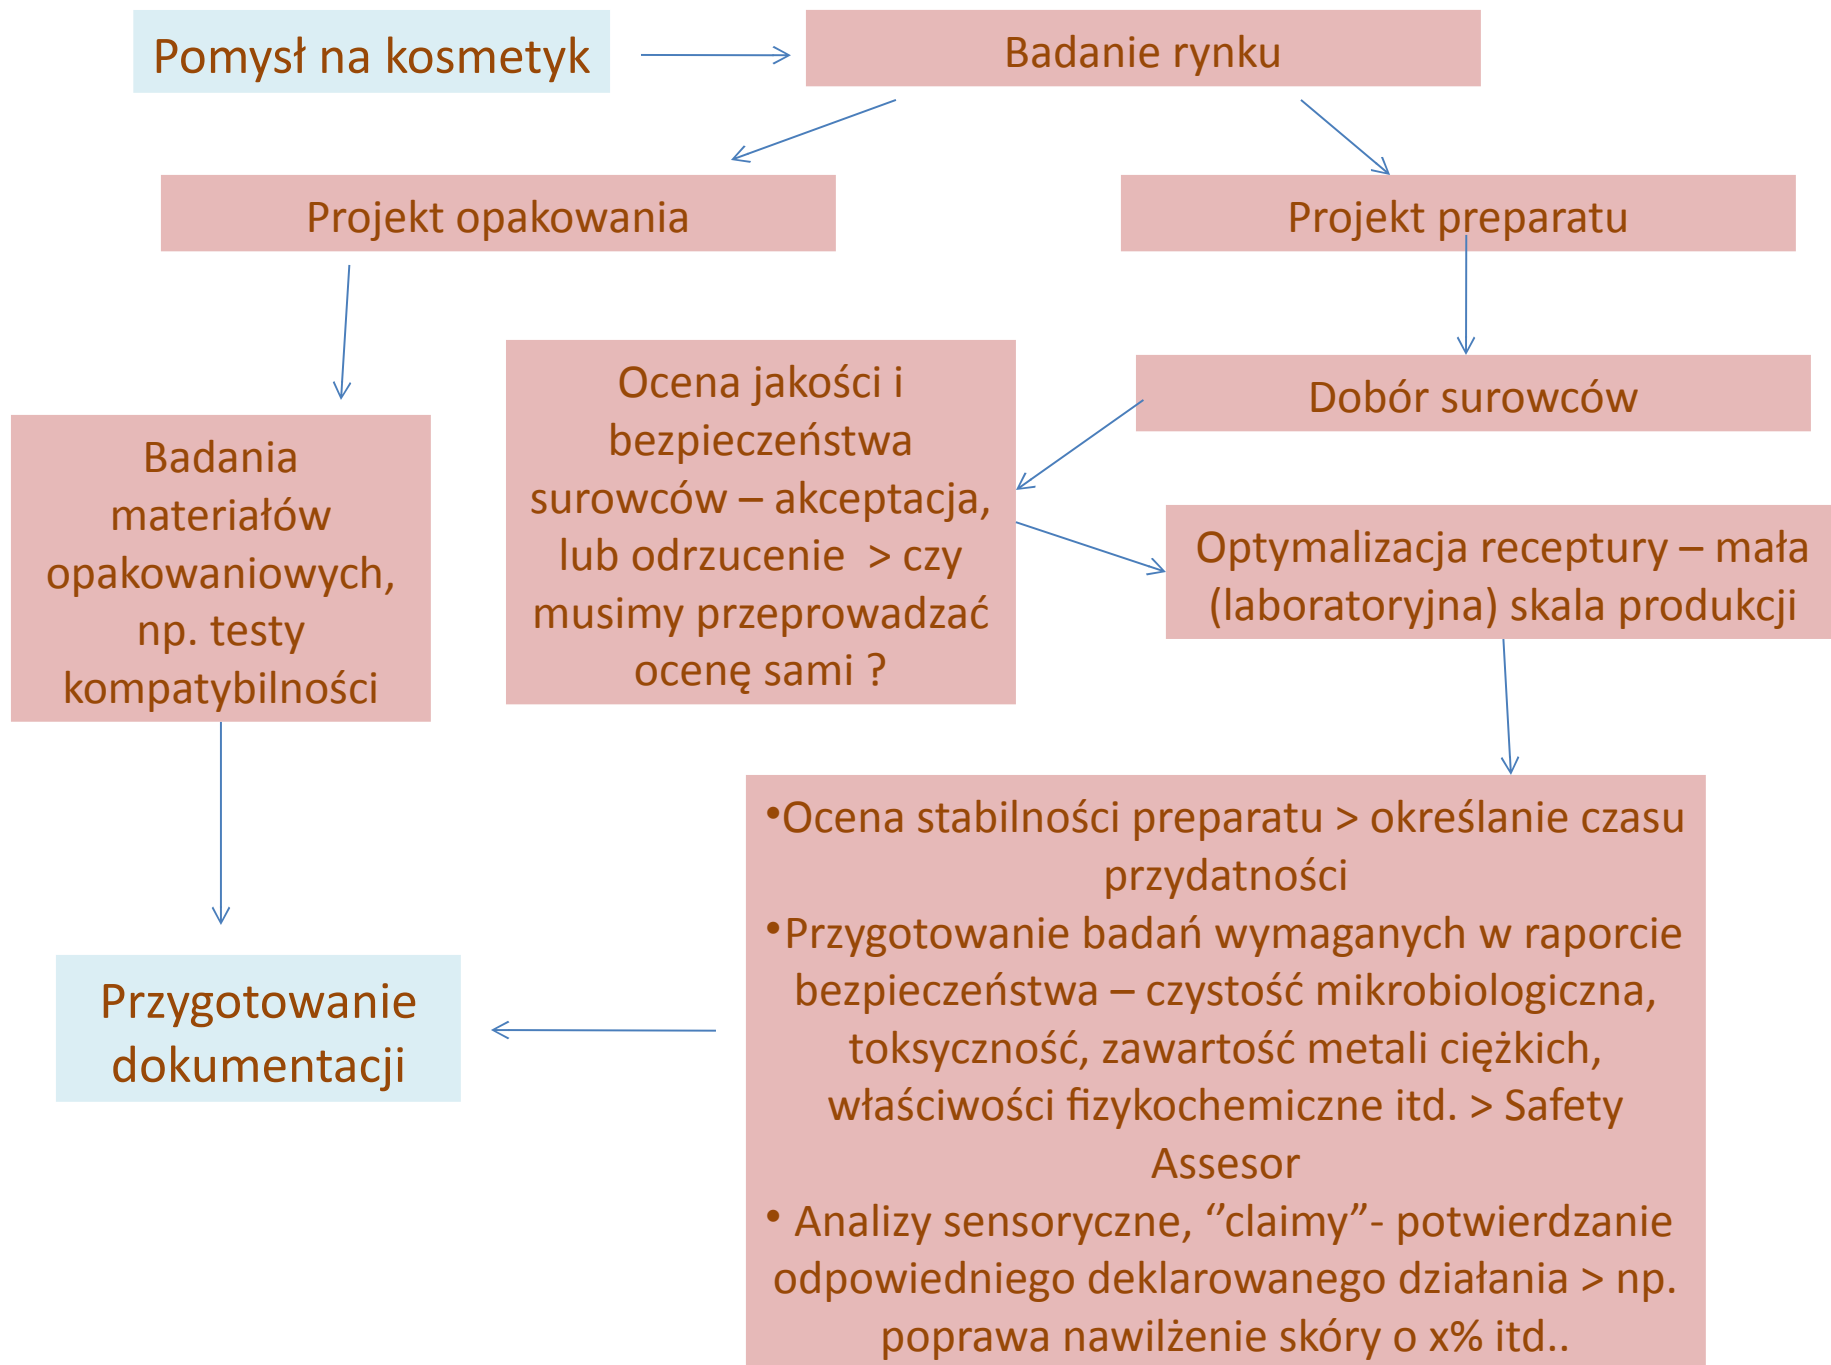 Pomysł na kosmetyk
Badanie rynku
Projekt opakowania
Projekt preparatu
Dobór surowców
Ocena jakości i
bezpieczeństwa
surowców – akceptacja,
lub odrzucenie > czy
musimy przeprowadzać
ocenę sami ?
Badania
materiałów
opakowaniowych,
np. testy
kompatybilności
Optymalizacja receptury – mała
(laboratoryjna) skala produkcji
•Ocena stabilności preparatu > określanie czasu
przydatności
•Przygotowanie badań wymaganych w raporcie
bezpieczeństwa – czystość mikrobiologiczna,
toksyczność, zawartość metali ciężkich,
właściwości fizykochemiczne itd. > Safety
Assesor
• Analizy sensoryczne, “claimy”- potwierdzanie
odpowiedniego deklarowanego działania > np.
poprawa nawilżenie skóry o x% itd..
Przygotowanie
dokumentacji